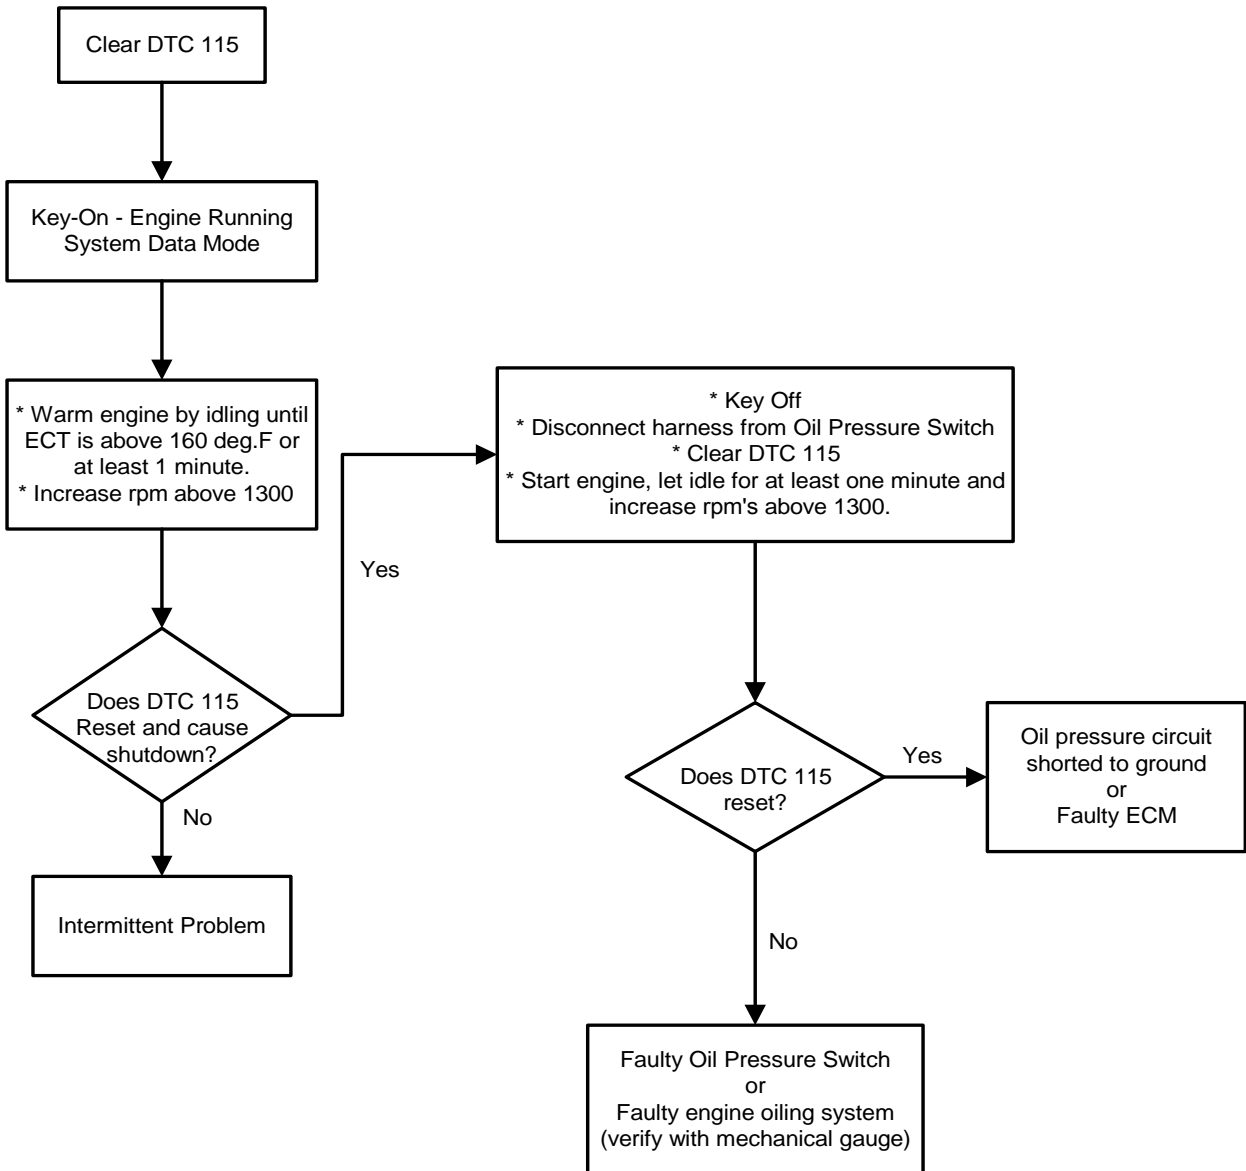 Clear DTC 115
Key-On - Engine Running
System Data Mode
* Warm engine by idling until
ECT is above 160 deg.F or
at least 1 minute.
* Increase rpm above 1300
Does DTC 115
Reset and cause
shutdown?
No
Intermittent Problem
Yes
* Key Off
* Disconnect harness from Oil Pressure Switch
* Clear DTC 115
* Start engine, let idle for at least one minute and
increase rpm's above 1300.
Does DTC 115
reset?
Yes
Oil pressure circuit
shorted to ground
or
Faulty ECM
No
Faulty Oil Pressure Switch
or
Faulty engine oiling system
(verify with mechanical gauge)